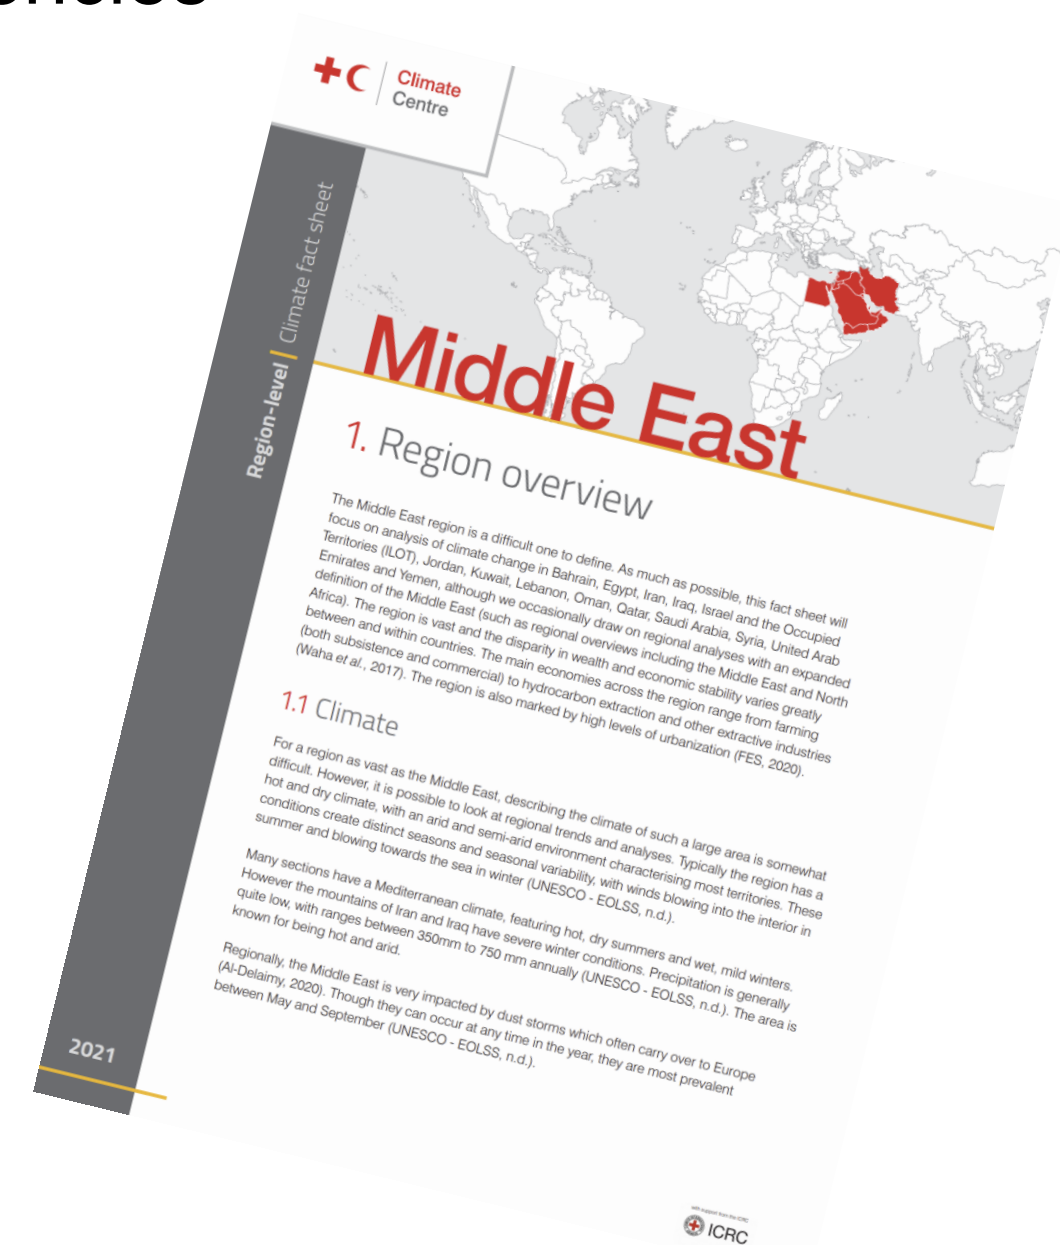 Climate
Centre
Region-level | Climate fact sheet
Middle East
1. Region overview
The Middle East region is a difficult one to define. As much as possible, this fact sheet will
focus on analysis of climate change in Bahrain, Egypt, Iran, Iraq, Israel and the Occupied
Territories (ILOT), Jordan, Kuwait, Lebanon, Oman, Qatar, Saudi Arabia, Syria, United Arab
Emirates and Yemen, although we occasionally draw on regional analyses with an expanded
definition of the Middle East (such as regional overviews including the Middle East and North
Africa). The region is vast and the disparity in wealth and economic stability varies greatly
between and within countries. The main economies across the region range from farming
(both subsistence and commercial) to hydrocarbon extraction and other extractive industries
(Waha et al., 2017). The region is also marked by high levels of urbanization (FES, 2020).
1.1 Climate
For a region as vast as the Middle East, describing the climate of such a large area is somewhat
difficult. However, it is possible to look at regional trends and analyses. Typically the region has a
hot and dry climate, with an arid and semi-arid environment characterising most territories. These
conditions create distinct seasons and seasonal variability, with winds blowing into the interior in
summer and blowing towards the sea in winter (UNESCO - EOLSS, n.d.).
Many sections have a Mediterranean climate, featuring hot, dry summers and wet, mild winters.
However the mountains of Iran and Iraq have severe winter conditions. Precipitation is generally
quite low, with ranges between 350mm to 750 mm annually (UNESCO - EOLSS, n.d.). The area is
known for being hot and arid.
Regionally, the Middle East is very impacted by dust storms which often carry over to Europe
(Al-Delaimy, 2020). Though they can occur at any time in the year, they are most prevalent
between May and September (UNESCO - EOLSS, n.d.).
2021
with support from the ICRC
ICRC